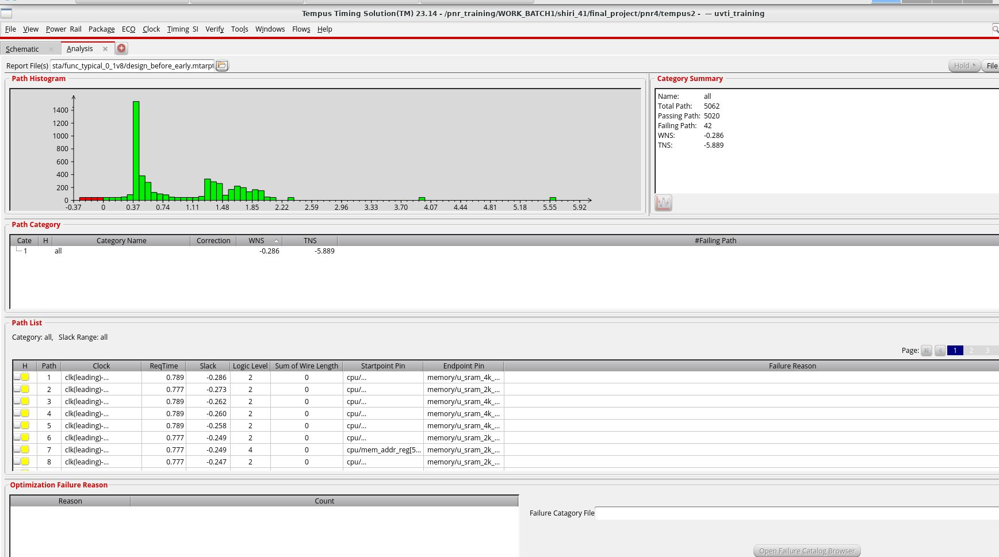 Tempus Timing Solution(TM) 23.14 - /pnr_training/WORK_BATCH1/shiri_41/final_project/pnr4/tempus2 - — uvti_training
File View Power Rail Package ECO Clock Timing SI Verify Tools Windows Flows Help
Schematic Analysis
Report File(s) sta/func_typical_0_1v8/design_before_early.mtarpt Hold File
Path Histogram
1400
1200
1000
800
600
400
200
0
-0.37 0 0.37 0.74 1.11 1.48 1.85 2.22 2.59 2.96 3.33 3.70 4.07 4.44 4.81 5.18 5.55 5.92
Category Summary
Name: all
Total Path: 5062
Passing Path: 5020
Failing Path: 42
WNS: -0.286
TNS: -5.889
Path Category
Cate H Category Name Correction WNS TNS #Failing Path
1 all -0.286 -5.889
Path List
Category: all, Slack Range: all
Page: 1 2 3
H Path Clock ReqTime Slack Logic Level Sum of Wire Length Startpoint Pin Endpoint Pin Failure Reason
1 clk(leading)-... 0.789 -0.286 2 0 cpu/... memory/u_sram_4k_...
2 clk(leading)-... 0.777 -0.273 2 0 cpu/... memory/u_sram_2k_...
3 clk(leading)-... 0.789 -0.262 2 0 cpu/... memory/u_sram_4k_...
4 clk(leading)-... 0.789 -0.260 2 0 cpu/... memory/u_sram_4k_...
5 clk(leading)-... 0.789 -0.258 2 0 cpu/... memory/u_sram_4k_...
6 clk(leading)-... 0.777 -0.249 2 0 cpu/... memory/u_sram_2k_...
7 clk(leading)-... 0.777 -0.249 4 0 cpu/mem_addr_reg[5... memory/u_sram_2k_...
8 clk(leading)-... 0.777 -0.247 2 0 cpu/... memory/u_sram_2k_...
Optimization Failure Reason
Reason Count
Failure Catagory File
Open Failure Catalog Browser